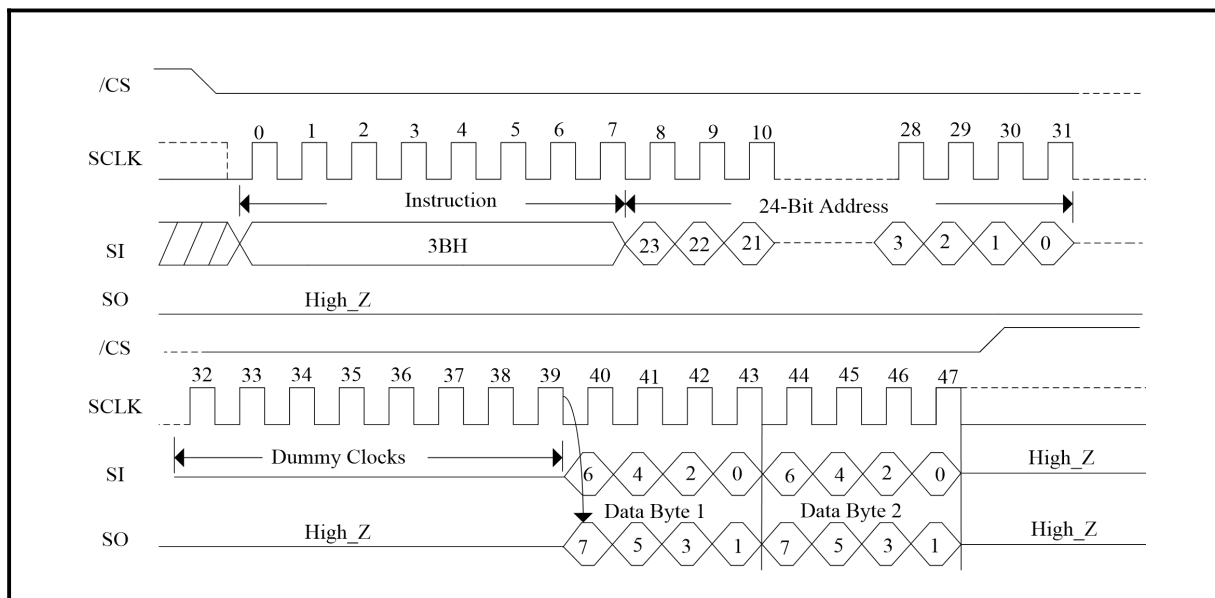 /CS
0 1 2 3 4 5 6 7 8 9 10 28 29 30 31
SCLK
Instruction 24-Bit Address
SI 3BH 23 22 21 3 2 1 0
SO High_Z
/CS
32 33 34 35 36 37 38 39 40 41 42 43 44 45 46 47
SCLK
Dummy Clocks
SI 6 4 2 0 6 4 2 0 High_Z
Data Byte 1 Data Byte 2
SO High_Z 7 5 3 1 7 5 3 1 High_Z